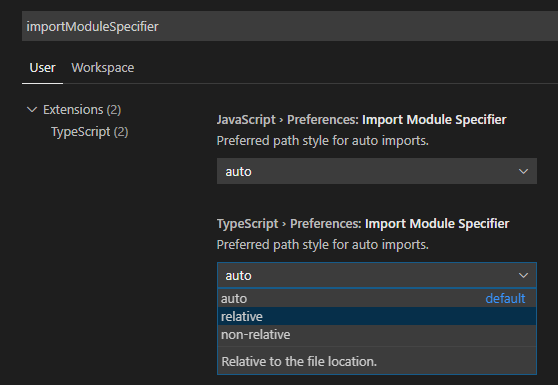 importModuleSpecifier
User Workspace
Extensions (2)
TypeScript (2)
JavaScript › Preferences: Import Module Specifier
Preferred path style for auto imports.
auto
TypeScript › Preferences: Import Module Specifier
Preferred path style for auto imports.
auto
auto default
relative
non-relative
Relative to the file location.